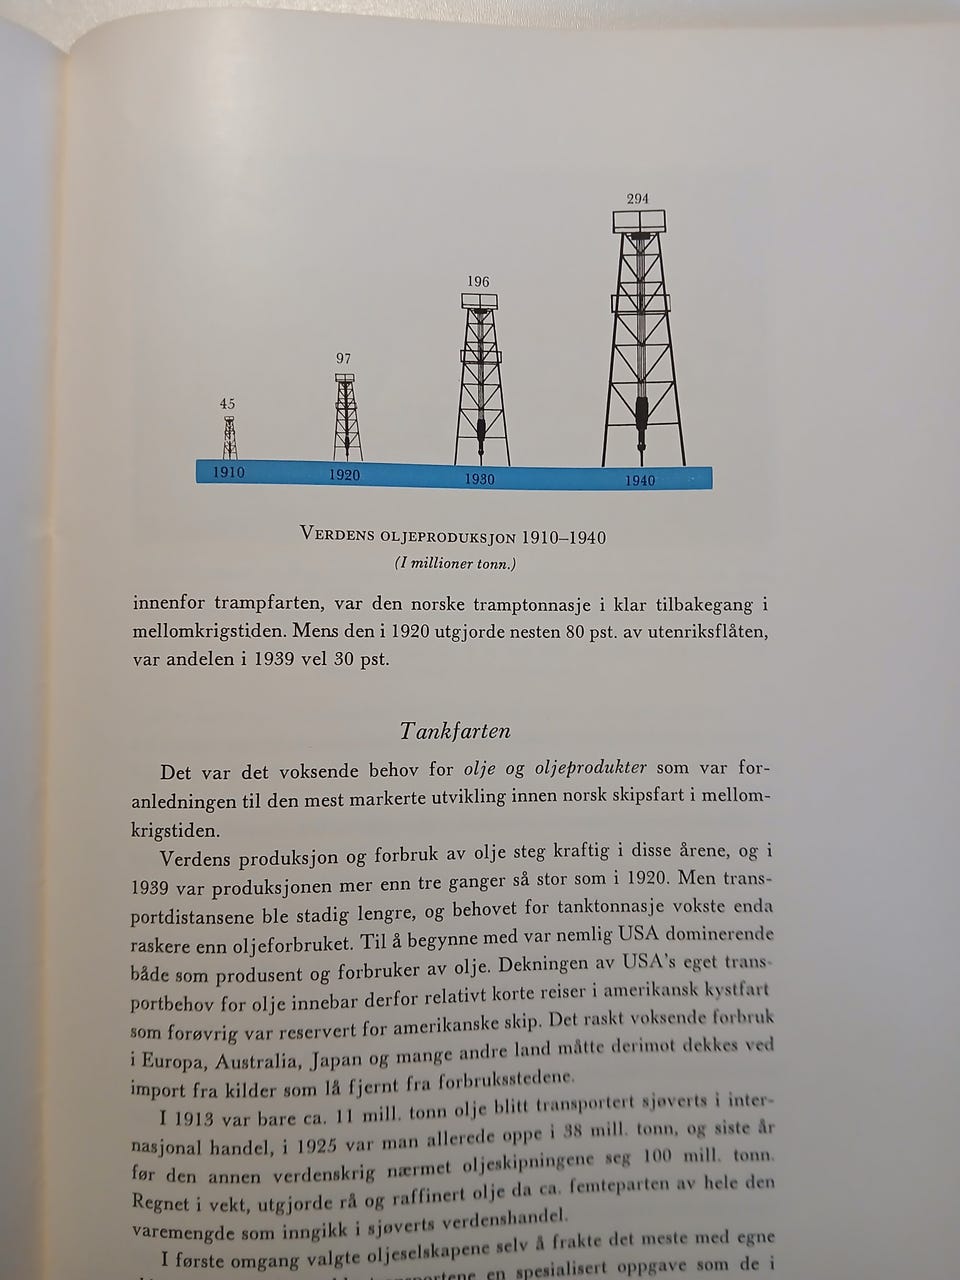 294
196
97
45
1910 1920 1930 1940
VERDENS OLJEPRODUKSJON 1910–1940
(I millioner tonn.)
innenfor trampfarten, var den norske tramptonnasje i klar tilbakegang i
mellomkrigstiden. Mens den i 1920 utgjorde nesten 80 pst. av utenriksflåten,
var andelen i 1939 vel 30 pst.
Tankfarten
Det var det voksende behov for olje og oljeprodukter som var for-
anledningen til den mest markerte utvikling innen norsk skipsfart i mellom-
krigstiden.
Verdens produksjon og forbruk av olje steg kraftig i disse årene, og i
1939 var produksjonen mer enn tre ganger så stor som i 1920. Men trans-
portdistansene ble stadig lengre, og behovet for tanktonnasje vokste enda
raskere enn oljeforbruket. Til å begynne med var nemlig USA dominerende
både som produsent og forbruker av olje. Dekningen av USA's eget trans-
portbehov for olje innebar derfor relativt korte reiser i amerikansk kystfart
som forøvrig var reservert for amerikanske skip. Det raskt voksende forbruk
i Europa, Australia, Japan og mange andre land måtte derimot dekkes ved
import fra kilder som lå fjernt fra forbruksstedene.
I 1913 var bare ca. 11 mill. tonn olje blitt transportert sjøverts i inter-
nasjonal handel, i 1925 var man allerede oppe i 38 mill. tonn, og siste år
før den annen verdenskrig nærmet oljeskipningene seg 100 mill. tonn.
Regnet i vekt, utgjorde rå og raffinert olje da ca. femteparten av hele den
varemengde som inngikk i sjøverts verdenshandel.
I første omgang valgte oljeselskapene selv å frakte det meste med egne
en spesialisert oppgave som de i